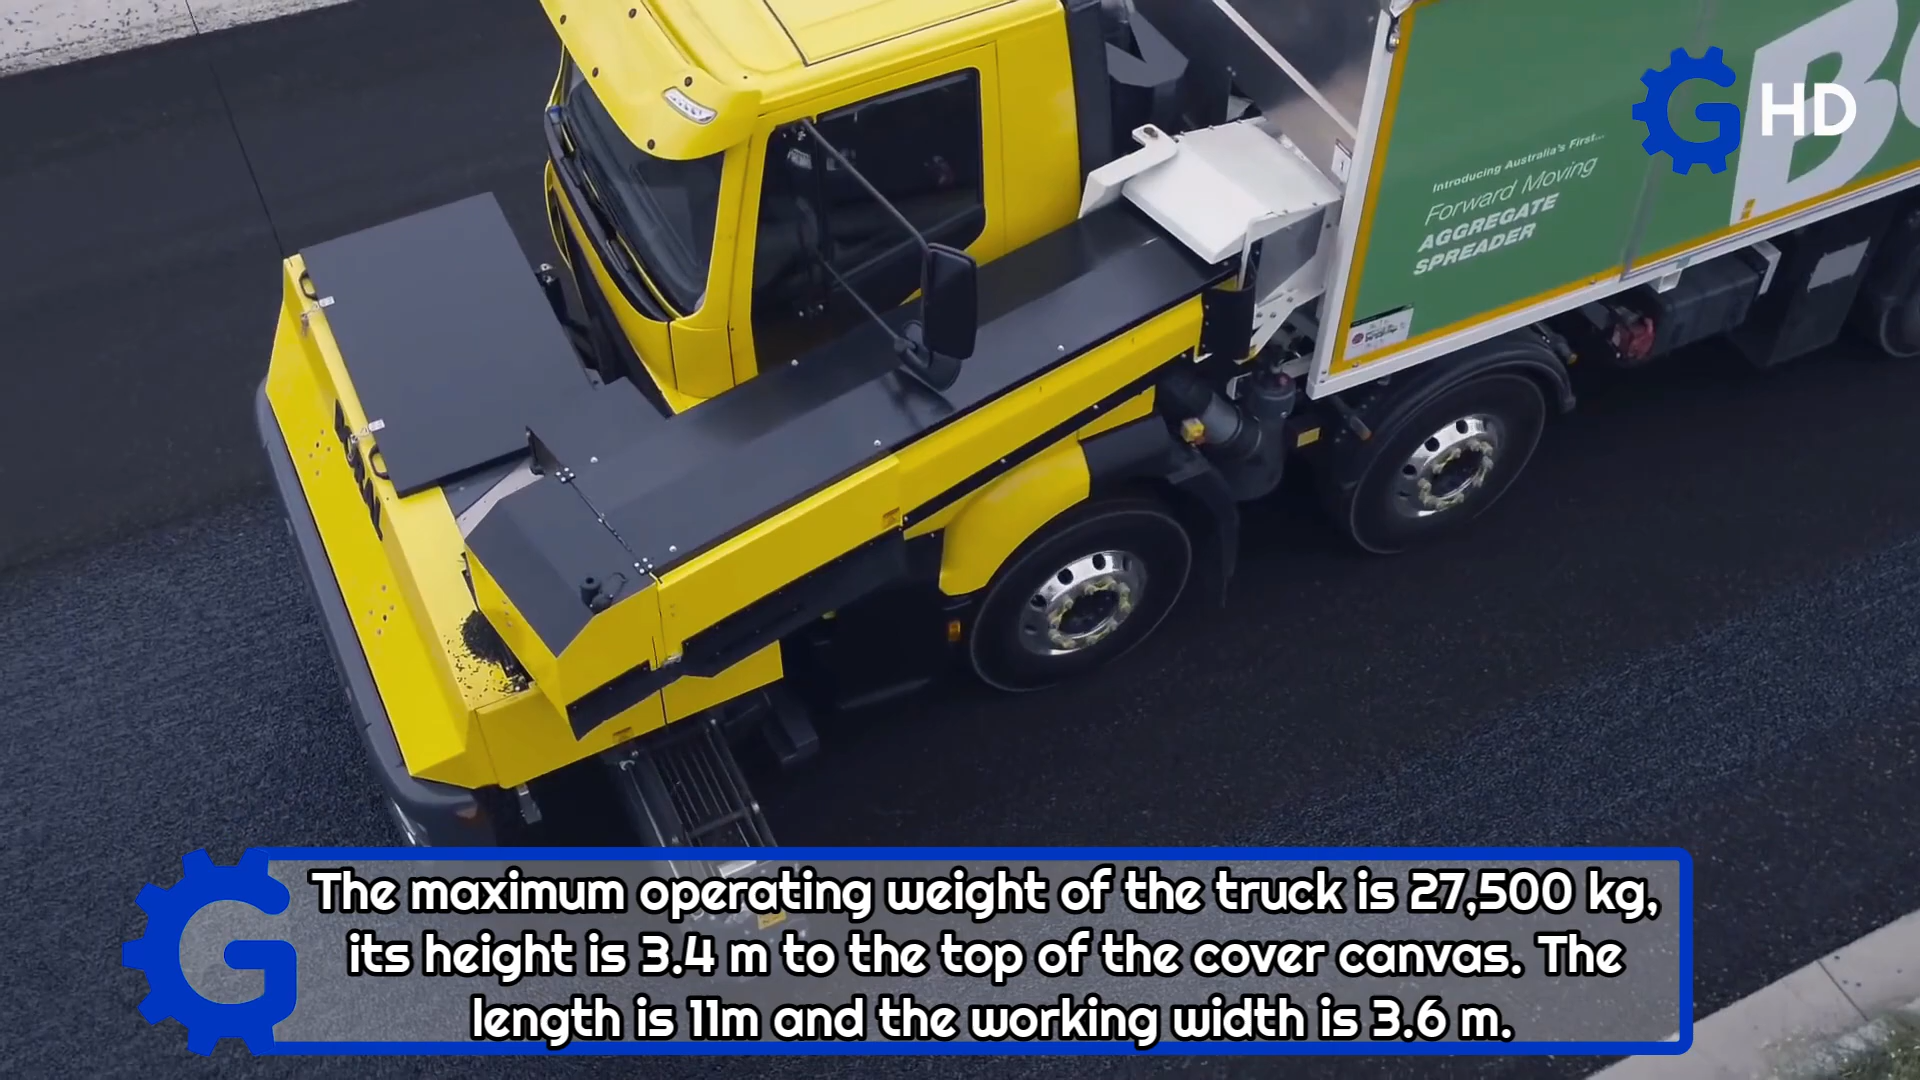 G HD
Introducing Australia's First...
Forward Moving
AGGREGATE
SPREADER
The maximum operating weight of the truck is 27,500 kg,
its height is 3.4 m to the top of the cover canvas. The
length is 11m and the working width is 3.6 m.